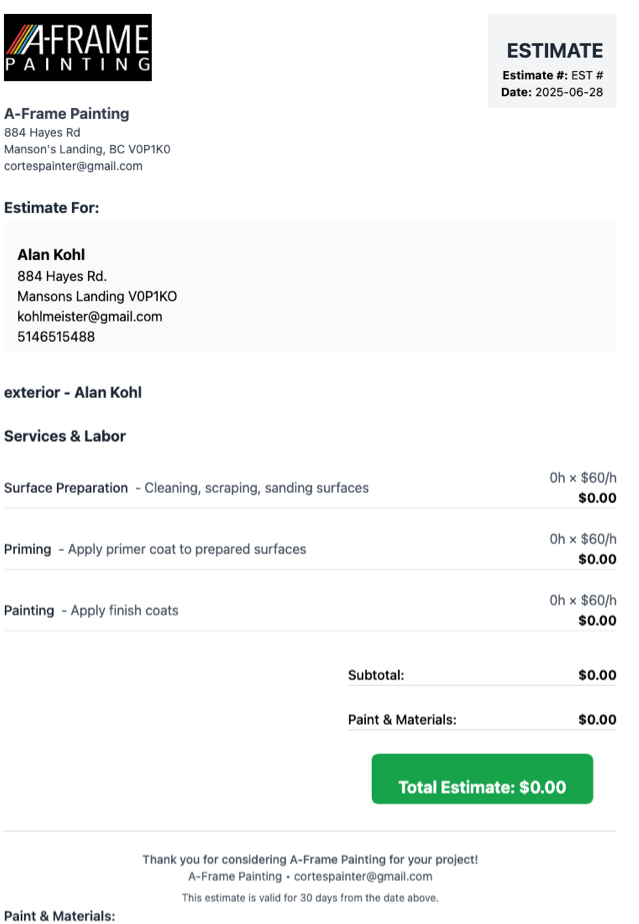 A-FRAME
PAINTING
ESTIMATE
Estimate #: EST #
Date: 2025-06-28
A-Frame Painting
884 Hayes Rd
Manson's Landing, BC V0P1K0
cortespainter@gmail.com
Estimate For:
Alan Kohl
884 Hayes Rd.
Mansons Landing V0P1KO
kohlmeister@gmail.com
5146515488
exterior - Alan Kohl
Services & Labor
Surface Preparation - Cleaning, scraping, sanding surfaces
0h × $60/h
$0.00
Priming - Apply primer coat to prepared surfaces
0h × $60/h
$0.00
Painting - Apply finish coats
0h × $60/h
$0.00
Subtotal: $0.00
Paint & Materials: $0.00
Total Estimate: $0.00
Thank you for considering A-Frame Painting for your project!
A-Frame Painting • cortespainter@gmail.com
This estimate is valid for 30 days from the date above.
Paint & Materials: